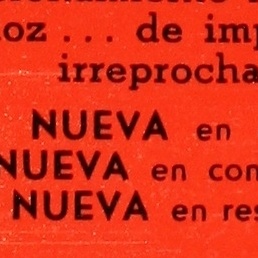 oz ... de imp
irreprocha
NUEVA en
NUEVA en con
NUEVA en res